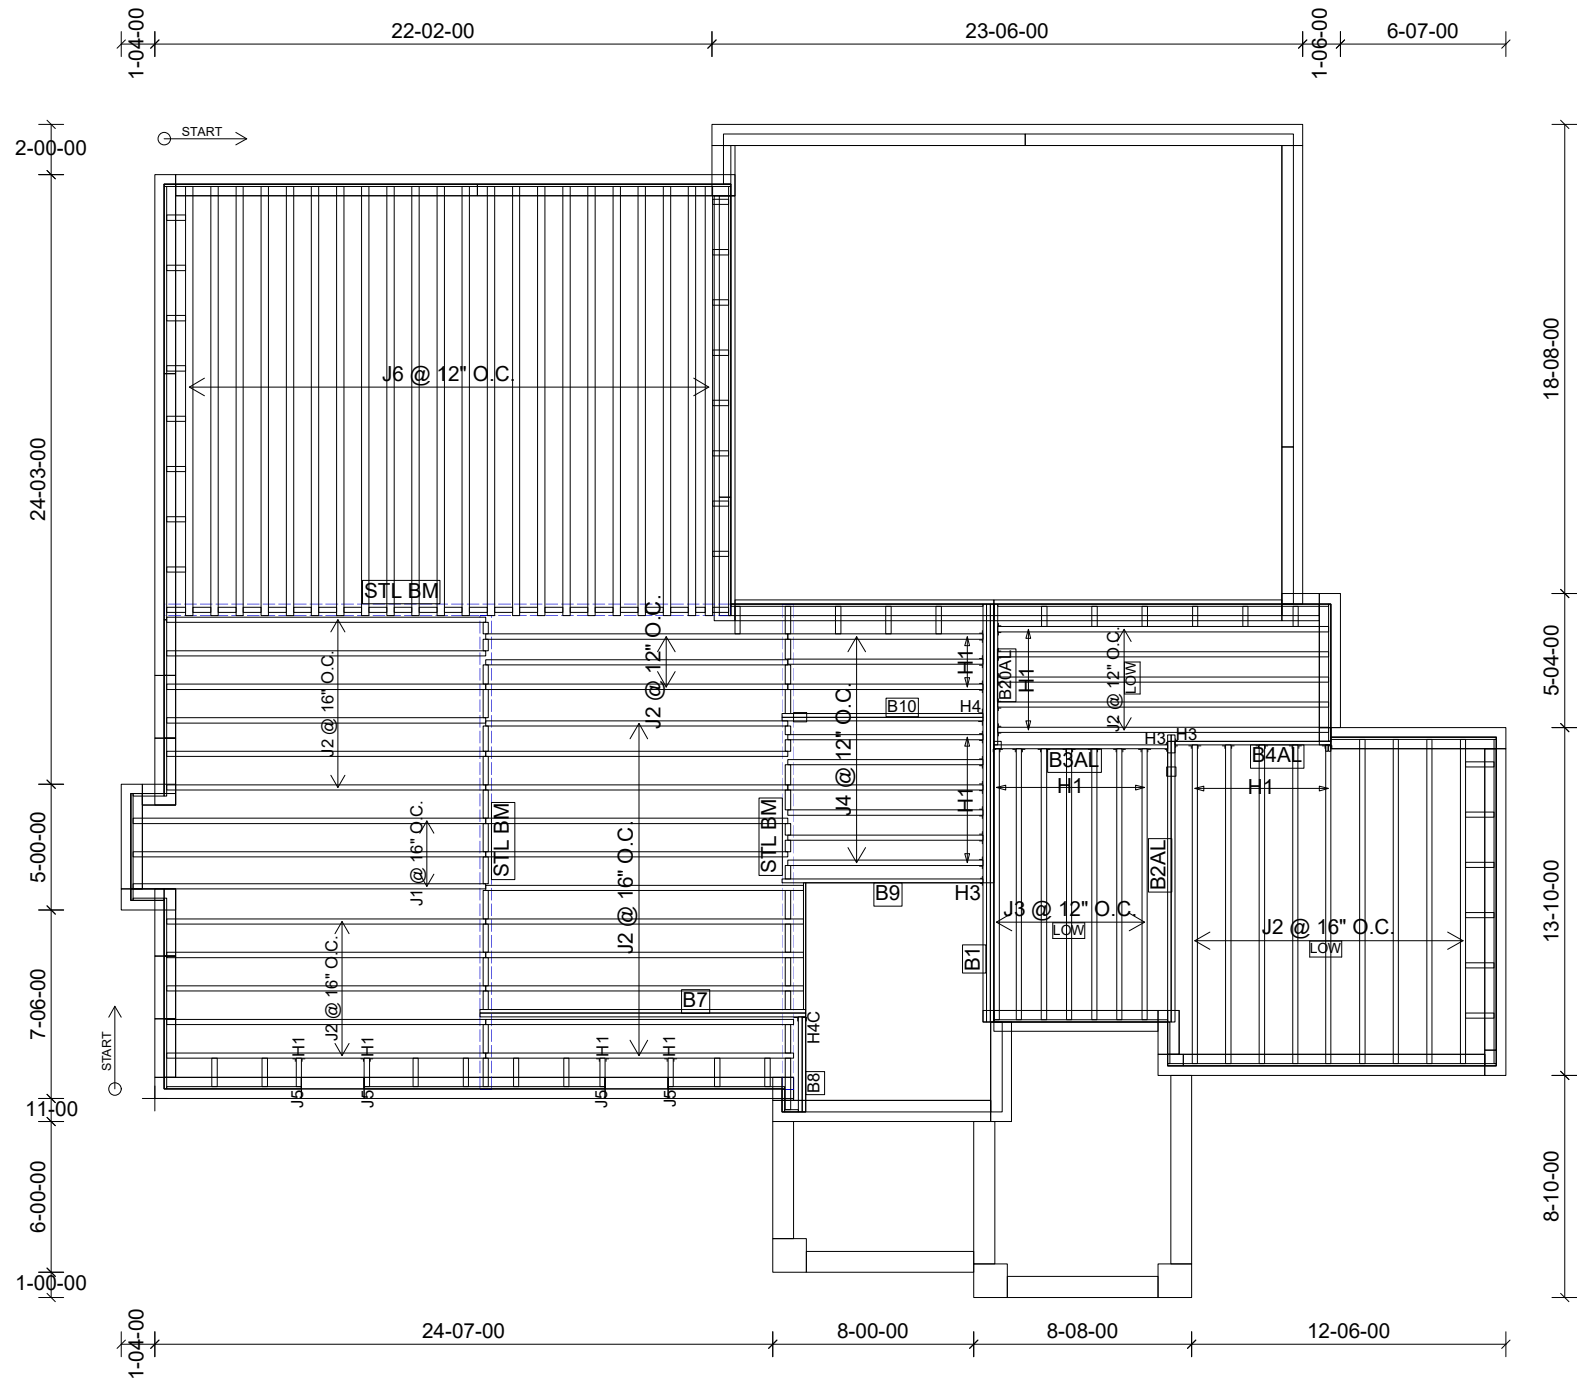 1-04-00
22-02-00
23-06-00
1-06-00
6-07-00
2-00-00
START
24-03-00
18-08-00
J6 @ 12" O.C.
STL BM
J2 @ 16" O.C.
J2 @ 12" O.C.
H1
B20AL
H1
J2 @ 12" O.C.
LOW
5-04-00
B10
H4
J4 @ 12" O.C.
H3
H3
B3AL
B4AL
H1
H1
H1
5-00-00
J1 @ 16" O.C.
STL BM
STL BM
J2 @ 16" O.C.
B9
H3
B2AL
J3 @ 12" O.C.
LOW
J2 @ 16" O.C.
LOW
13-10-00
B1
J2 @ 16" O.C.
7-06-00
B7
H4C
START
H1
H1
H1
H1
J5
J5
J5
J5
B8
11-00
6-00-00
8-10-00
1-00-00
1-04-00
24-07-00
8-00-00
8-08-00
12-06-00